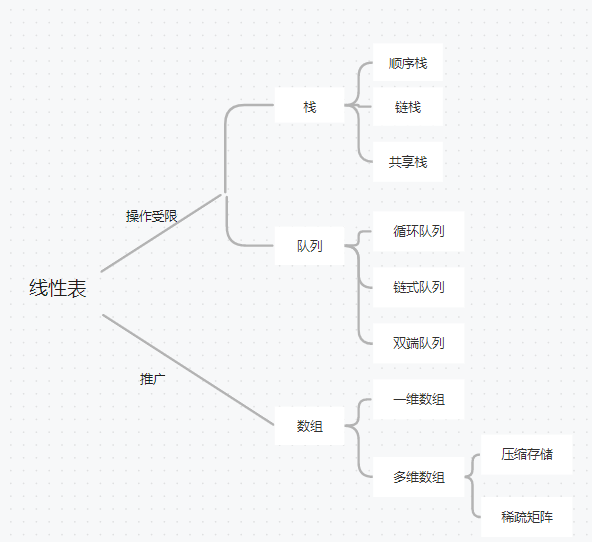 顺序栈
栈
链栈
共享栈
操作受限
循环队列
队列
链式队列
线性表
双端队列
推广
一维数组
数组
多维数组
压缩存储
稀疏矩阵